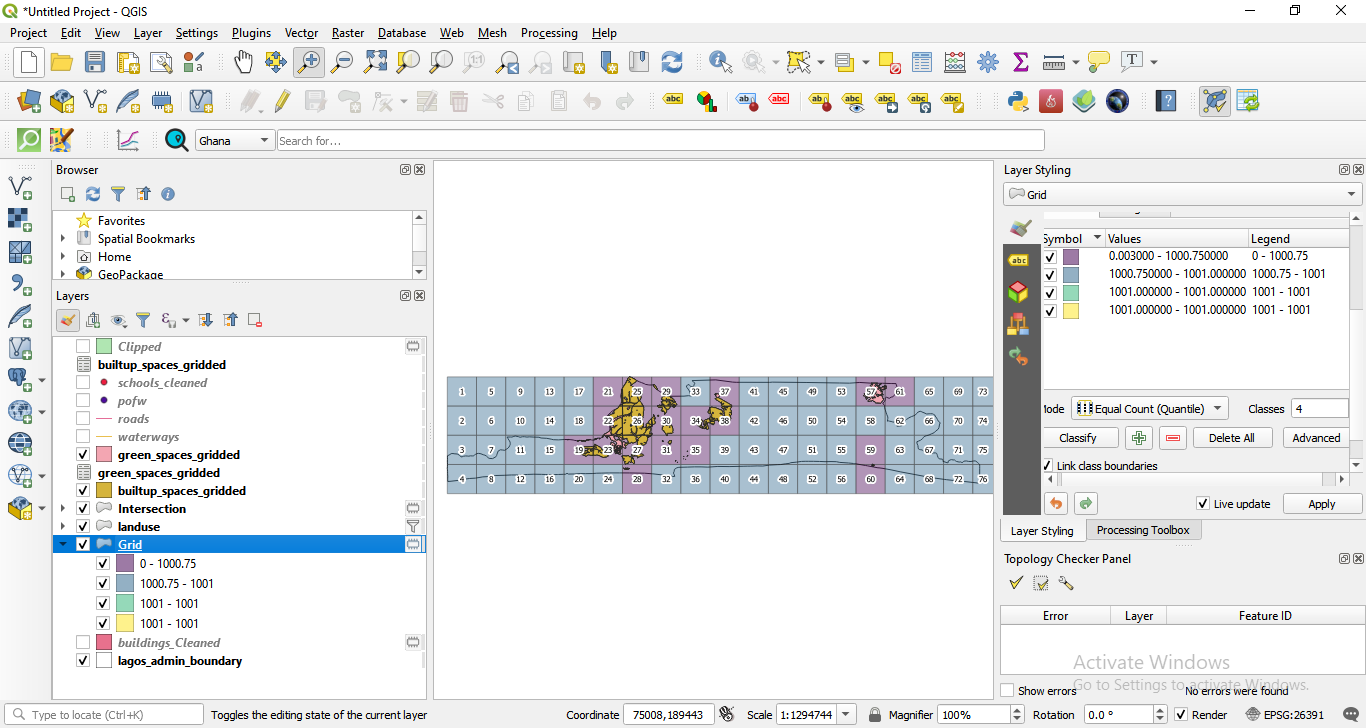 *Untitled Project - QGIS
Project Edit View Layer Settings Plugins Vector Raster Database Web Mesh Processing Help
Ghana Search for...
Browser
Favorites
Spatial Bookmarks
Home
GeoPackage
Layers
Clipped
builtup_spaces_gridded
schools_cleaned
pofw
roads
waterways
green_spaces_gridded
green_spaces_gridded
builtup_spaces_gridded
Intersection
landuse
Grid
0 - 1000.75
1000.75 - 1001
1001 - 1001
1001 - 1001
buildings_Cleaned
lagos_admin_boundary
1 5 9 13 17 21 25 29 33 37 41 45 49 53 57 61 65 69 73
2 6 10 14 18 22 26 30 34 38 42 46 50 54 58 62 66 70 74
3 7 11 15 19 23 27 31 35 39 43 47 51 55 59 63 67 71 75
4 8 12 16 20 24 28 32 36 40 44 48 52 56 60 64 68 72 76
Layer Styling
Grid
Symbol Values Legend
0.003000 - 1000.750000 0 - 1000.75
1000.750000 - 1001.000000 1000.75 - 1001
1001.000000 - 1001.000000 1001 - 1001
1001.000000 - 1001.000000 1001 - 1001
Mode Equal Count (Quantile) Classes 4
Classify Delete All Advanced
Link class boundaries
Live update Apply
Layer Styling Processing Toolbox
Topology Checker Panel
Error Layer Feature ID
Activate Windows
Go to Settings to activate Windows.
Show errors No errors were found
Type to locate (Ctrl+K) Toggles the editing state of the current layer Coordinate 75008,189443 Scale 1:1294744 Magnifier 100% Rotation 0.0 ° Render EPSG:26391